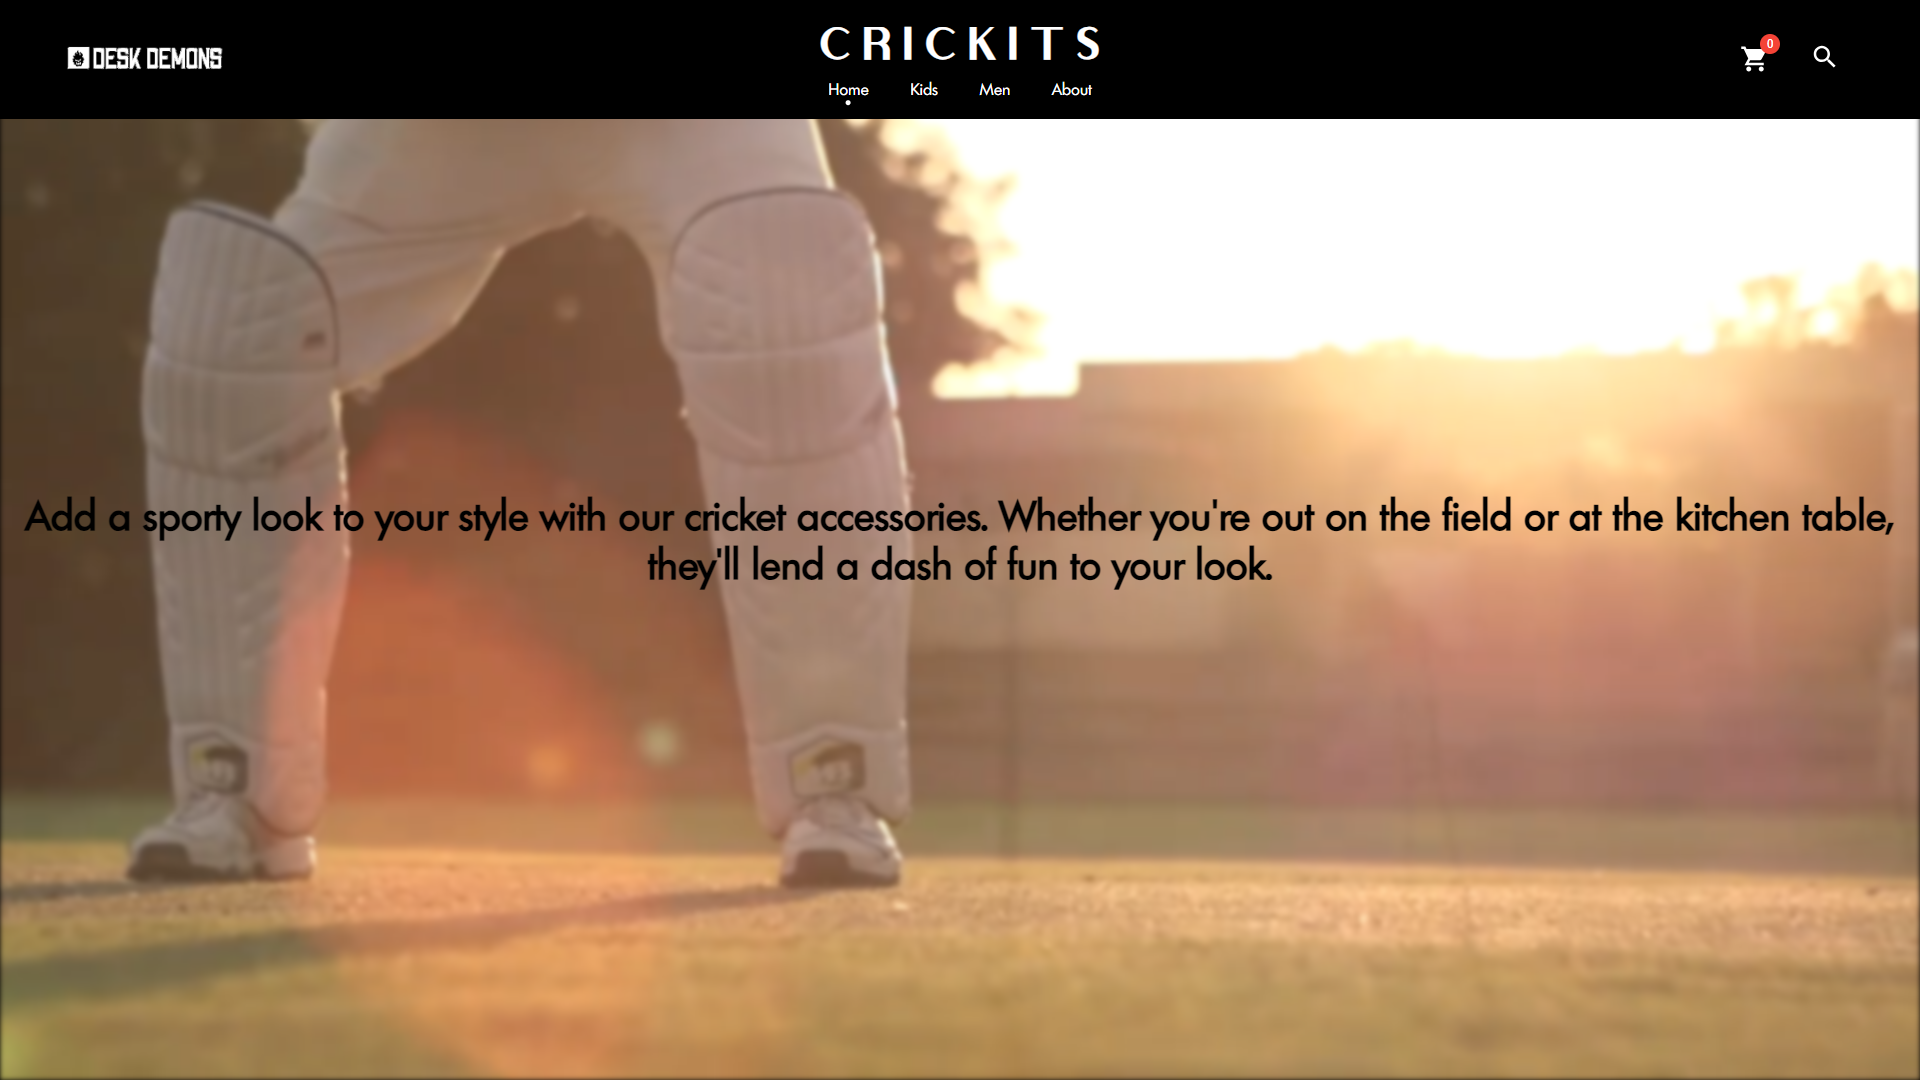 DESK DEMONS
CRICKITS
0
Home Kids Men About
Add a sporty look to your style with our cricket accessories. Whether you're out on the field or at the kitchen table,
they'll lend a dash of fun to your look.